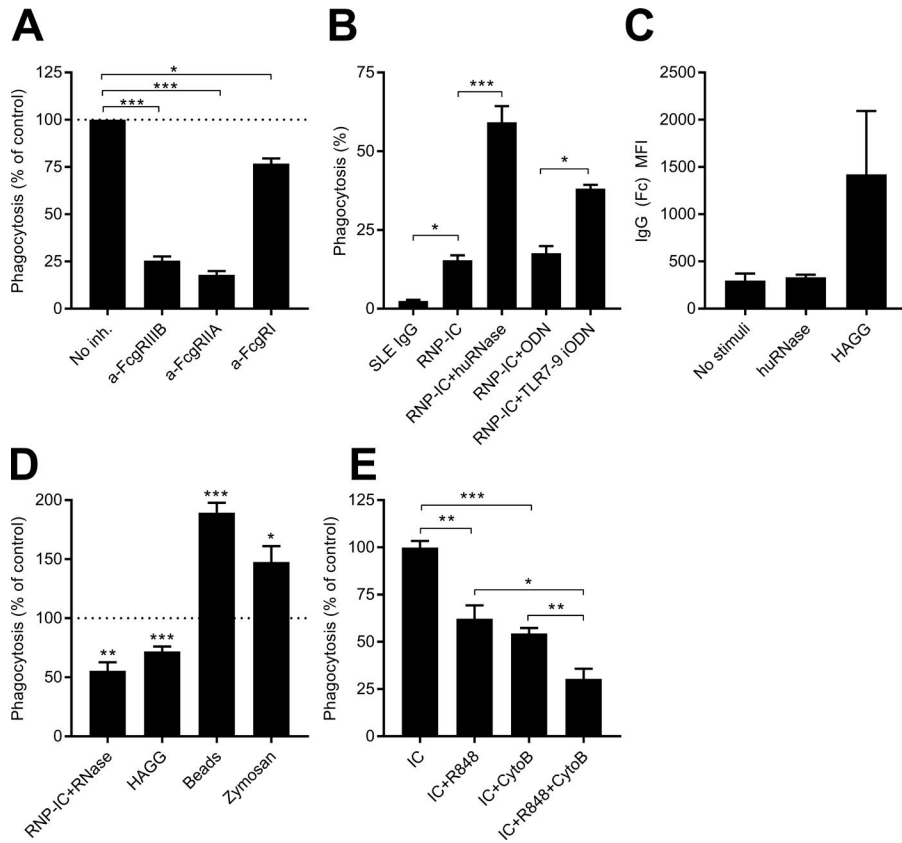 A
Phagocytosis (% of control)
125
100
75
50
25
0
*
***
***
No inh.
a-FcgRIIIB
a-FcgRIIA
a-FcgRI
B
Phagocytosis (%)
75
50
25
0
***
*
*
SLE IgG
RNP-IC
RNP-IC+huRNase
RNP-IC+ODN
RNP-IC+TLR7-9 iODN
C
IgG (Fc) MFI
2500
2000
1500
1000
500
0
No stimuli
huRNase
HAGG
D
Phagocytosis (% of control)
200
150
100
50
0
**
***
***
*
RNP-IC+RNase
HAGG
Beads
Zymosan
E
Phagocytosis (% of control)
125
100
75
50
25
0
***
**
*
**
IC
IC+R848
IC+CytoB
IC+R848+CytoB